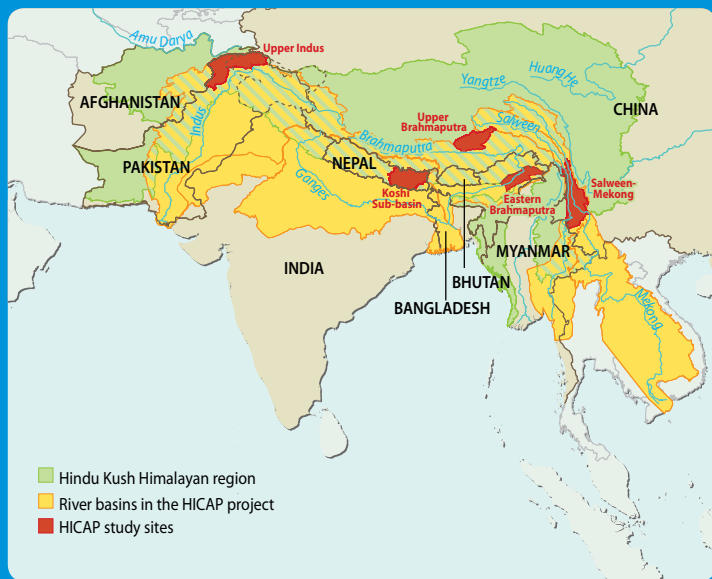 Amu Darya
Upper Indus
Huang He
Yangtze
AFGHANISTAN
CHINA
Indus
Upper
Brahmaputra
Salween
Brahmaputra
PAKISTAN
NEPAL
Ganges
Koshi
Sub-basin
Eastern
Brahmaputra
Salween-
Mekong
MYANMAR
INDIA
BHUTAN
BANGLADESH
Mekong
Hindu Kush Himalayan region
River basins in the HICAP project
HICAP study sites